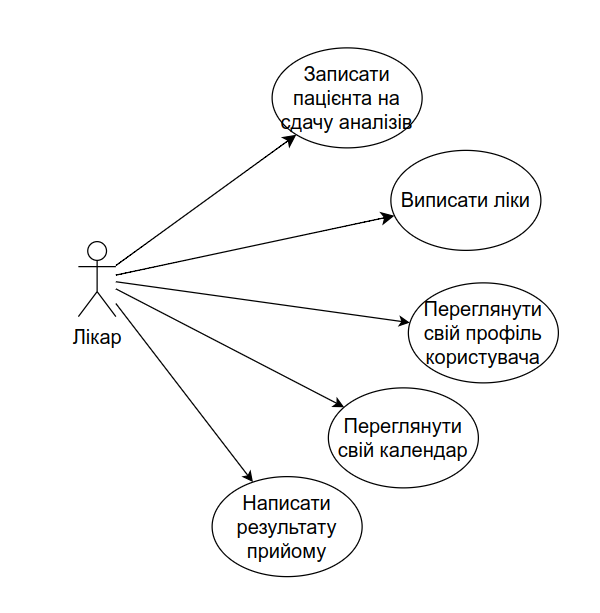 Записати
пацієнта на
сдачу аналізів
Виписати ліки
Лікар
Переглянути
свій профіль
користувача
Переглянути
свій календар
Написати
результату
прийому